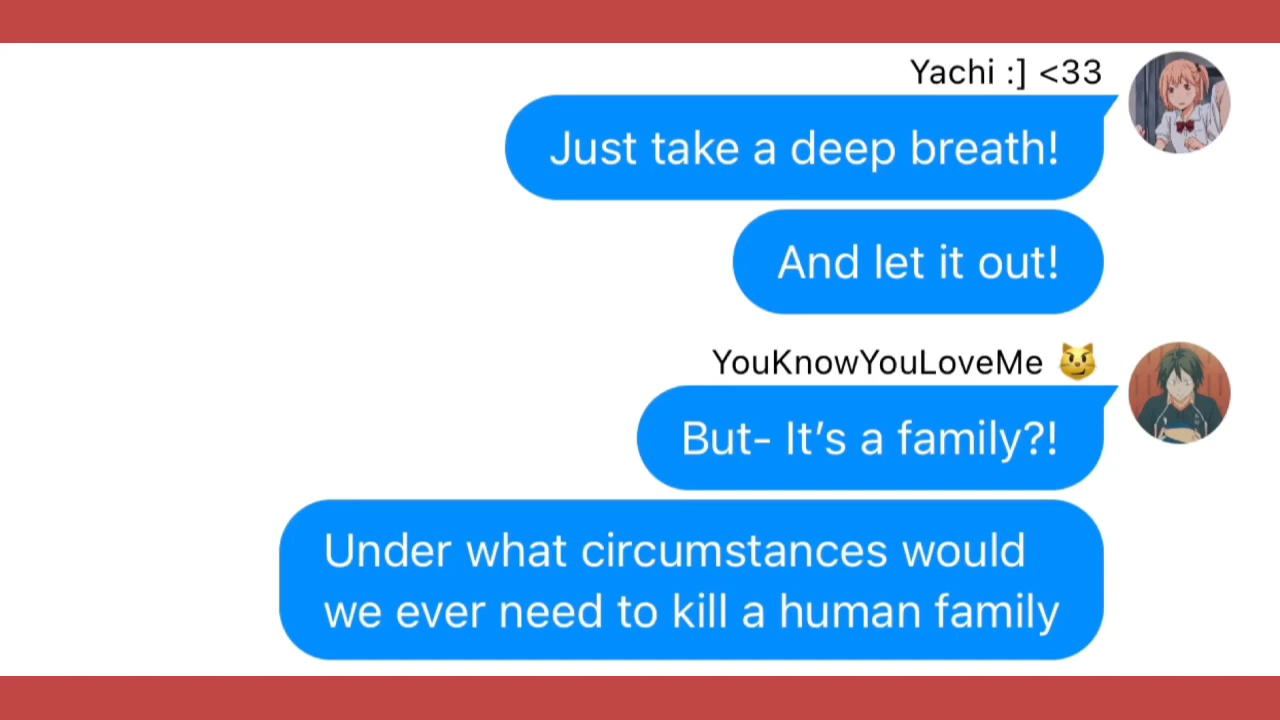 Yachi :] <33
Just take a deep breath!
And let it out!
YouKnowYouLoveMe 😼
But- It’s a family?!
Under what circumstances would
we ever need to kill a human family